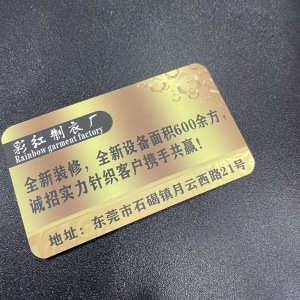 彩红制衣厂
Rainbow garment factory
全新装修，全新设备面积600余方，
诚招实力针织客户携手共赢！
地址：东莞市石碣镇月云西路21号